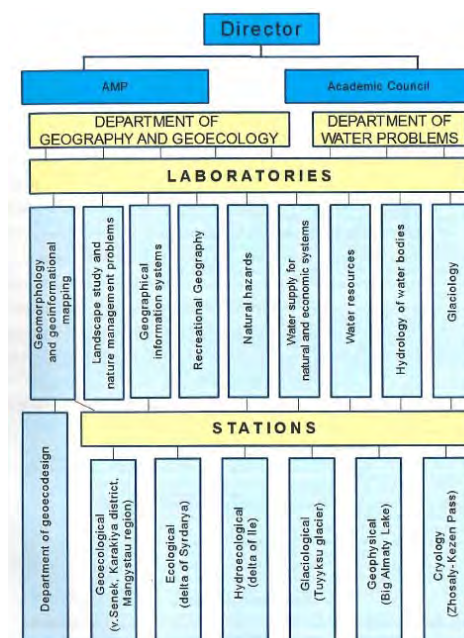 Director
AMP
Academic Council
DEPARTMENT OF
GEOGRAPHY AND GEOECOLOGY
DEPARTMENT OF
WATER PROBLEMS
LABORATORIES
Geomorphology
and geoinformational
mapping
Landscape study and
nature management problems
Geographical
information systems
Recreational Geography
Natural hazards
Water supply for
natural and economic systems
Water resources
Hydrology of water bodies
Glaciology
STATIONS
Department of geoecodesign
Geoecological
(v.Senek, Karakiya district,
Mangystau region)
Ecological
(delta of Syrdarya)
Hydroecological
(delta of Ile)
Glaciological
(Tuyyksu glacier)
Geophysical
(Big Almaty Lake)
Cryology
(Zhosaly-Kezen Pass)